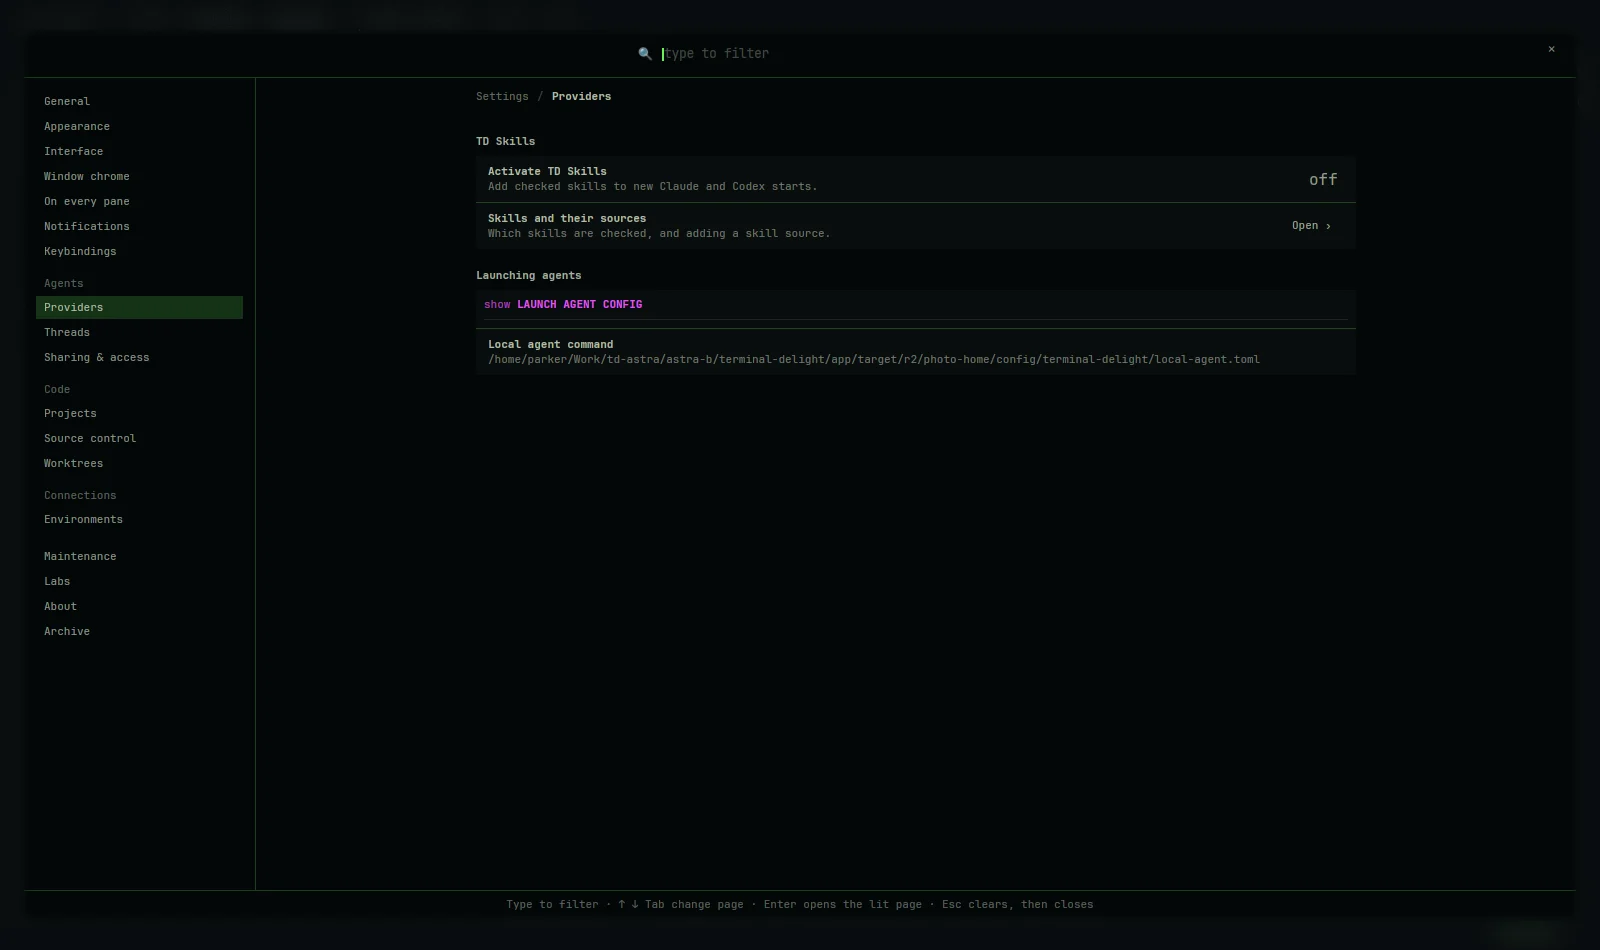 type to filter
×
General
Appearance
Interface
Window chrome
On every pane
Notifications
Keybindings
Agents
Providers
Threads
Sharing & access
Code
Projects
Source control
Worktrees
Connections
Environments
Maintenance
Labs
About
Archive
Settings / Providers
TD Skills
Activate TD Skills
Add checked skills to new Claude and Codex starts.
off
Skills and their sources
Which skills are checked, and adding a skill source.
Open ›
Launching agents
show LAUNCH AGENT CONFIG
Local agent command
/home/parker/Work/td-astra/astra-b/terminal-delight/app/target/r2/photo-home/config/terminal-delight/local-agent.toml
Type to filter · ↑ ↓ Tab change page · Enter opens the lit page · Esc clears, then closes